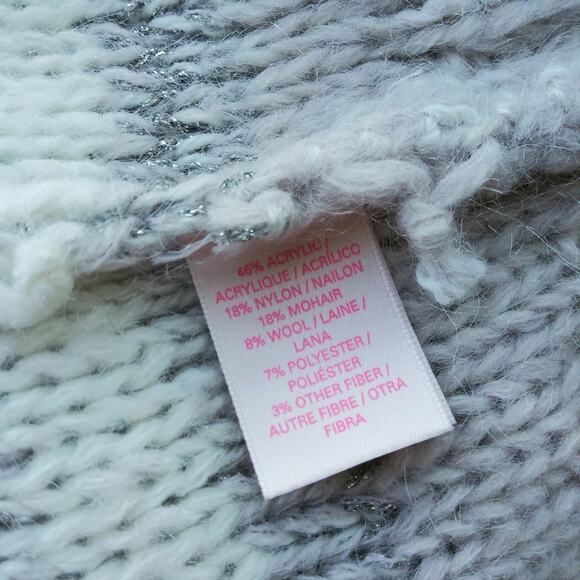 46% ACRYLIC /
ACRYLIQUE / ACRÍLICO
18% NYLON / NAILON
18% MOHAIR
8% WOOL / LAINE /
LANA
7% POLYESTER /
POLIÉSTER
3% OTHER FIBER /
AUTRE FIBRE / OTRA
FIBRA